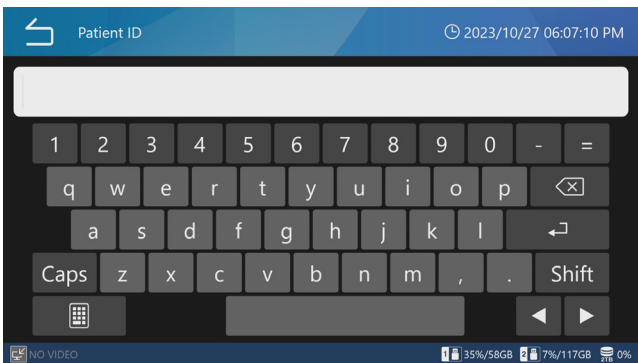 Patient ID 2023/10/27 06:07:10 PM
1 2 3 4 5 6 7 8 9 0 - =
q w e r t y u i o p
a s d f g h j k l
Caps z x c v b n m , . Shift
NO VIDEO 1 35%/58GB 2 7%/117GB 2TB 0%